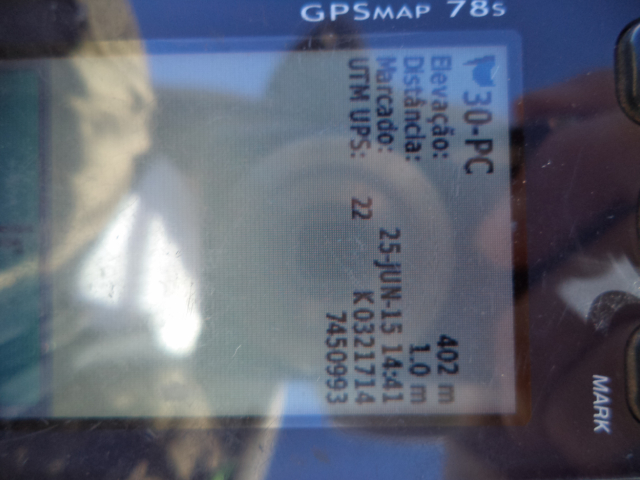 GPSMAP 78s
30-PC
Elevação: 402 m
Distância: 1.0 m
Marcado: 25-JUN-15 14:41
UTM UPS: 22 K 0321714
7450993
MARK